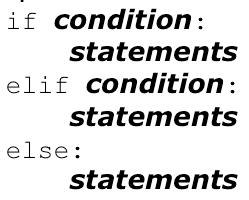 if condition:
statements
elif condition:
statements
else:
statements